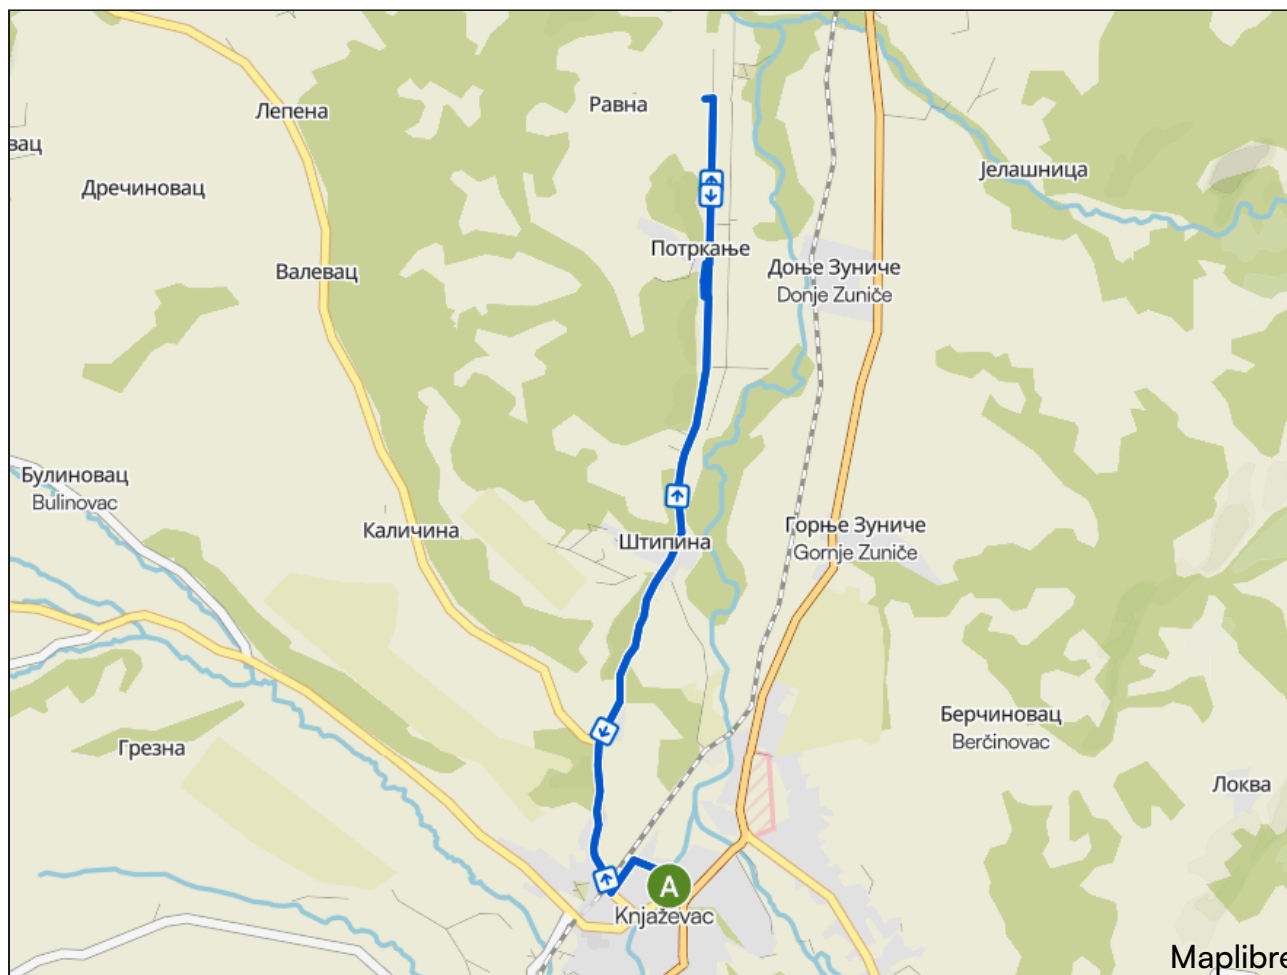 Равна
Лепена
вац
Јелашница
Дречиновац
Потркање
Доње Зуниче
Donje Zuniče
Валевац
Булиновац
Bulinovac
Каличина
Горње Зуниче
Gornje Zuniče
Штипина
Берчиновац
Berčinovac
Грезна
Локва
A
Knjaževac
Maplibre